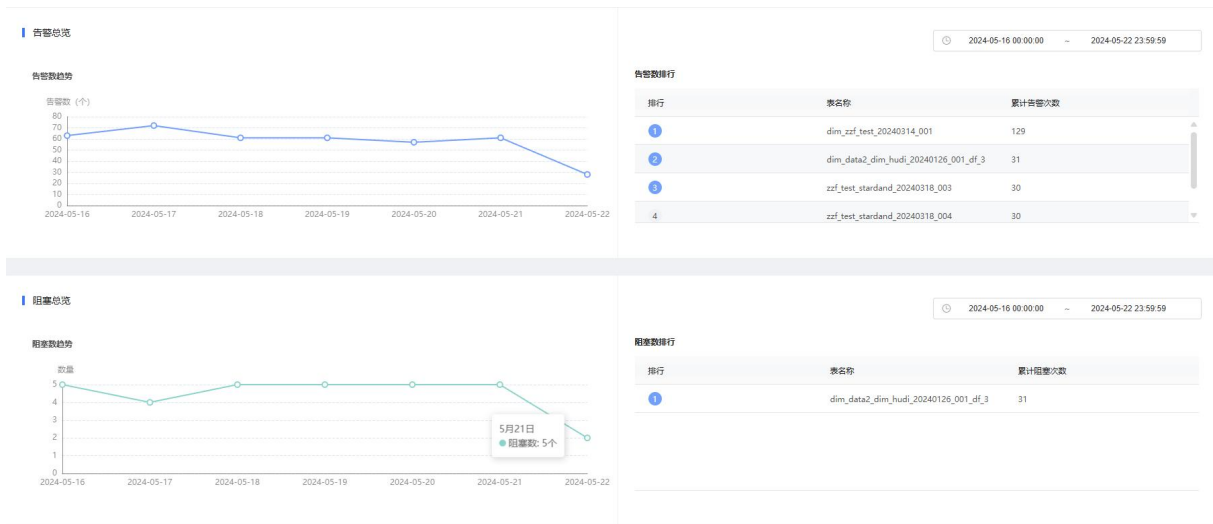 告警总览
2024-05-16 00:00:00 ~ 2024-05-22 23:59:59
告警数趋势
告警数（个）
80
70
60
50
40
30
20
10
0
2024-05-16 2024-05-17 2024-05-18 2024-05-19 2024-05-20 2024-05-21 2024-05-22
告警数排行
排行 表名称 累计告警次数
1 dim_zzf_test_20240314_001 129
2 dim_data2_dim_hudi_20240126_001_df_3 31
3 zzf_test_stardand_20240318_003 30
4 zzf_test_stardand_20240318_004 30
阻塞总览
2024-05-16 00:00:00 ~ 2024-05-22 23:59:59
阻塞数趋势
数量
5
4
3
2
1
0
5月21日
阻塞数: 5个
2024-05-16 2024-05-17 2024-05-18 2024-05-19 2024-05-20 2024-05-21 2024-05-22
阻塞数排行
排行 表名称 累计阻塞次数
1 dim_data2_dim_hudi_20240126_001_df_3 31